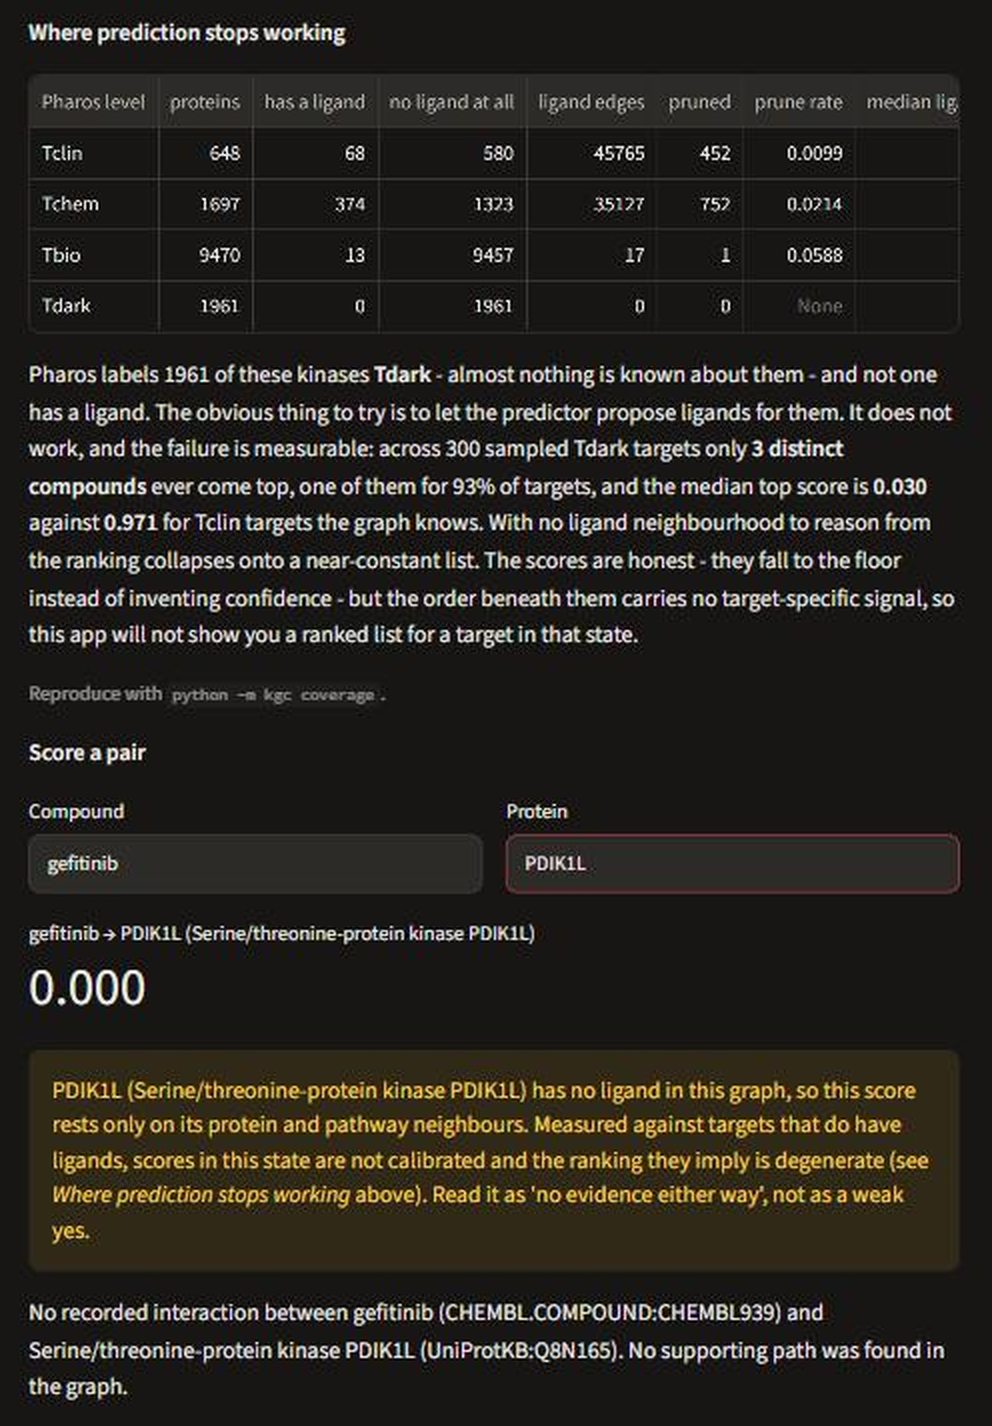 Where prediction stops working
Pharos level proteins has a ligand no ligand at all ligand edges pruned prune rate median lig
Tclin 648 68 580 45765 452 0.0099
Tchem 1697 374 1323 35127 752 0.0214
Tbio 9470 13 9457 17 1 0.0588
Tdark 1961 0 1961 0 0 None
Pharos labels 1961 of these kinases Tdark - almost nothing is known about them - and not one
has a ligand. The obvious thing to try is to let the predictor propose ligands for them. It does not
work, and the failure is measurable: across 300 sampled Tdark targets only 3 distinct
compounds ever come top, one of them for 93% of targets, and the median top score is 0.030
against 0.971 for Tclin targets the graph knows. With no ligand neighbourhood to reason from
the ranking collapses onto a near-constant list. The scores are honest - they fall to the floor
instead of inventing confidence - but the order beneath them carries no target-specific signal, so
this app will not show you a ranked list for a target in that state.
Reproduce with python -m kgc coverage .
Score a pair
Compound Protein
gefitinib PDIK1L
gefitinib → PDIK1L (Serine/threonine-protein kinase PDIK1L)
0.000
PDIK1L (Serine/threonine-protein kinase PDIK1L) has no ligand in this graph, so this score
rests only on its protein and pathway neighbours. Measured against targets that do have
ligands, scores in this state are not calibrated and the ranking they imply is degenerate (see
Where prediction stops working above). Read it as 'no evidence either way', not as a weak
yes.
No recorded interaction between gefitinib (CHEMBL.COMPOUND:CHEMBL939) and
Serine/threonine-protein kinase PDIK1L (UniProtKB:Q8N165). No supporting path was found in
the graph.